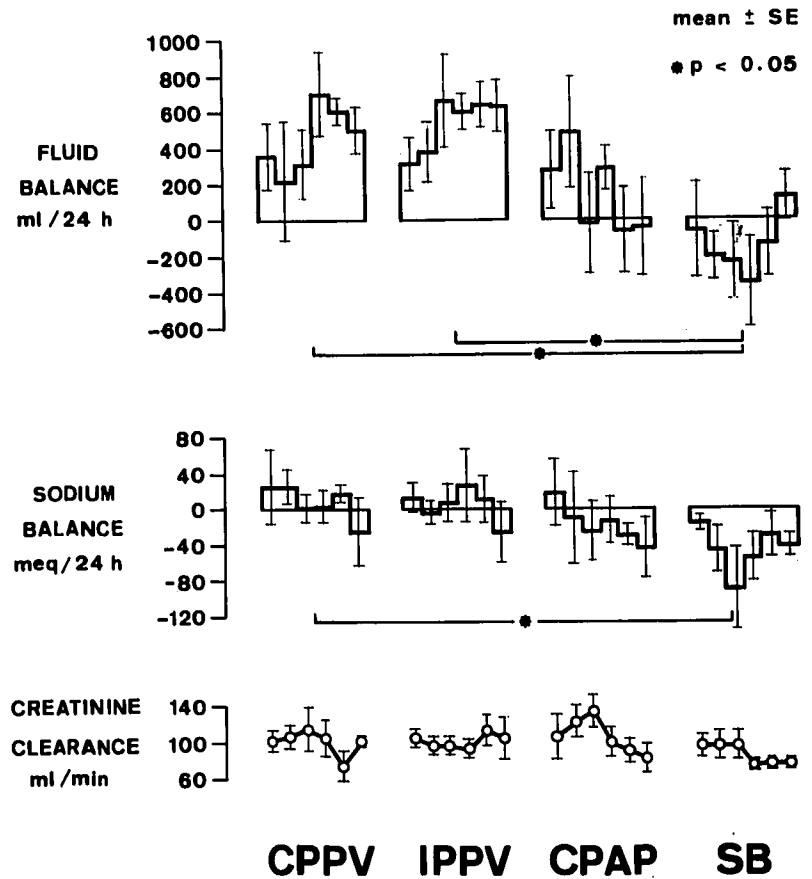 mean ± SE
* p < 0.05
1000
800
600
400
200
0
-200
-400
-600
FLUID
BALANCE
ml/24 h
*
*
80
40
0
-40
-80
-120
SODIUM
BALANCE
meq/24 h
*
CREATININE
CLEARANCE
ml/min
140
100
60
CPPV IPPV CPAP SB